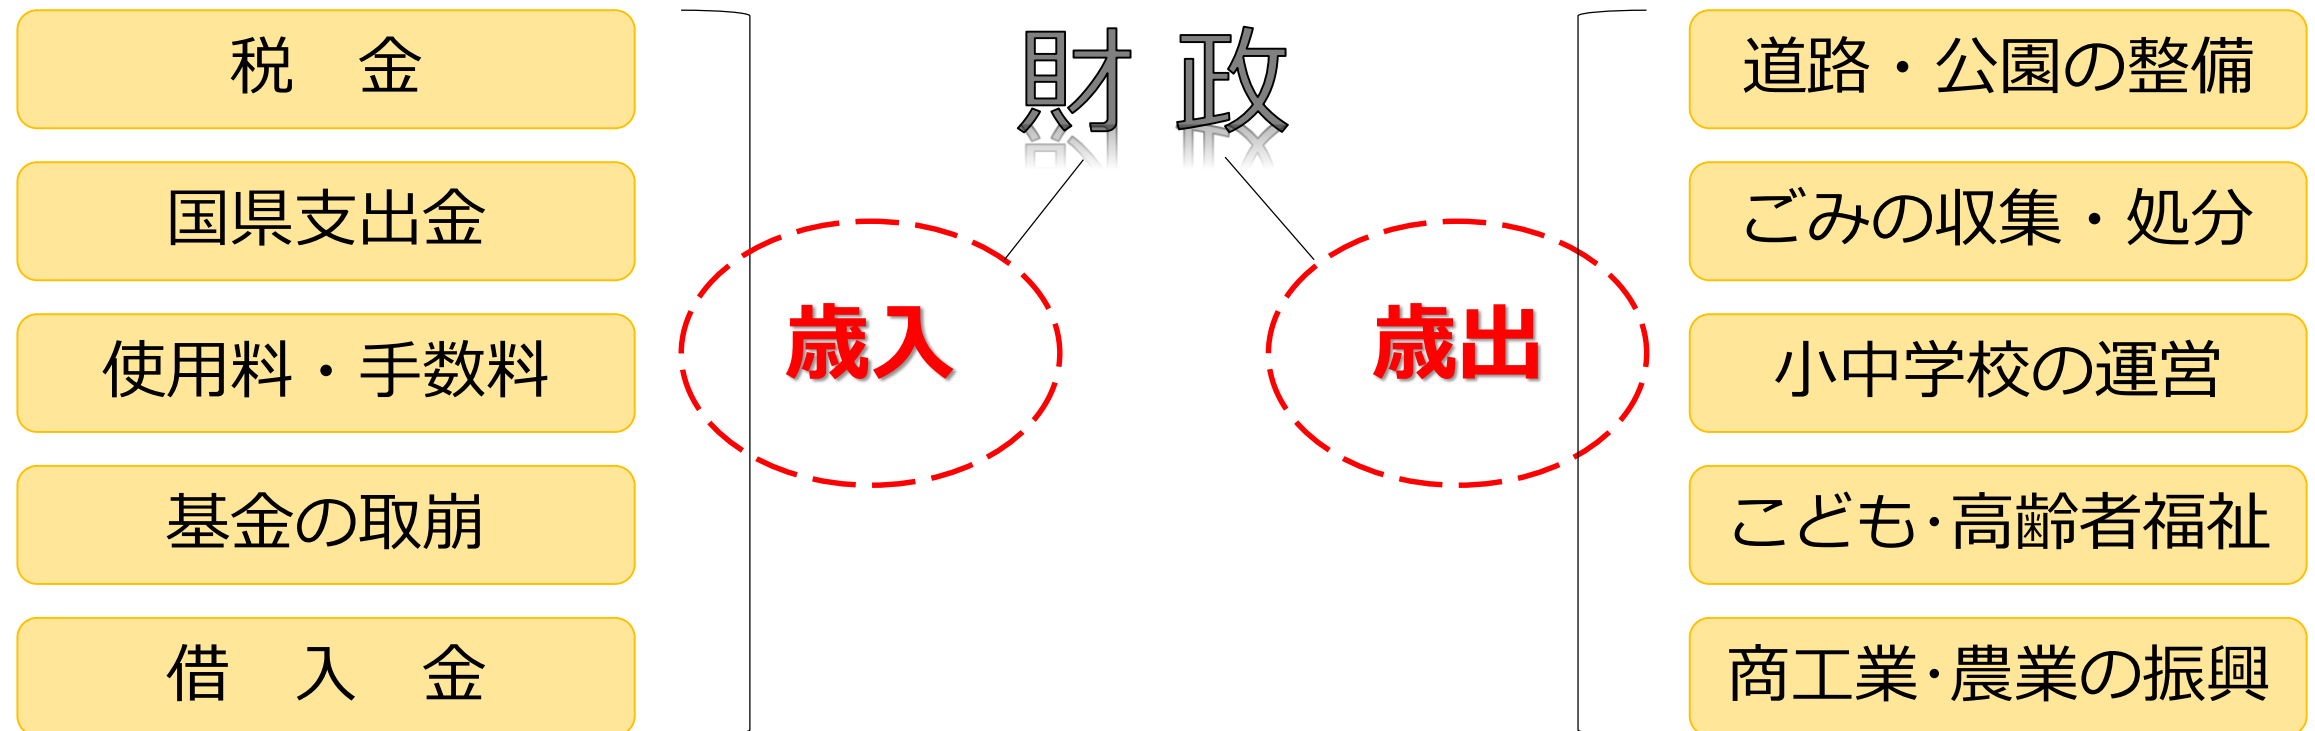 税　金
国県支出金
使用料・手数料
基金の取崩
借　入　金
財 政
歳入
歳出
道路・公園の整備
ごみの収集・処分
小中学校の運営
こども･高齢者福祉
商工業･農業の振興